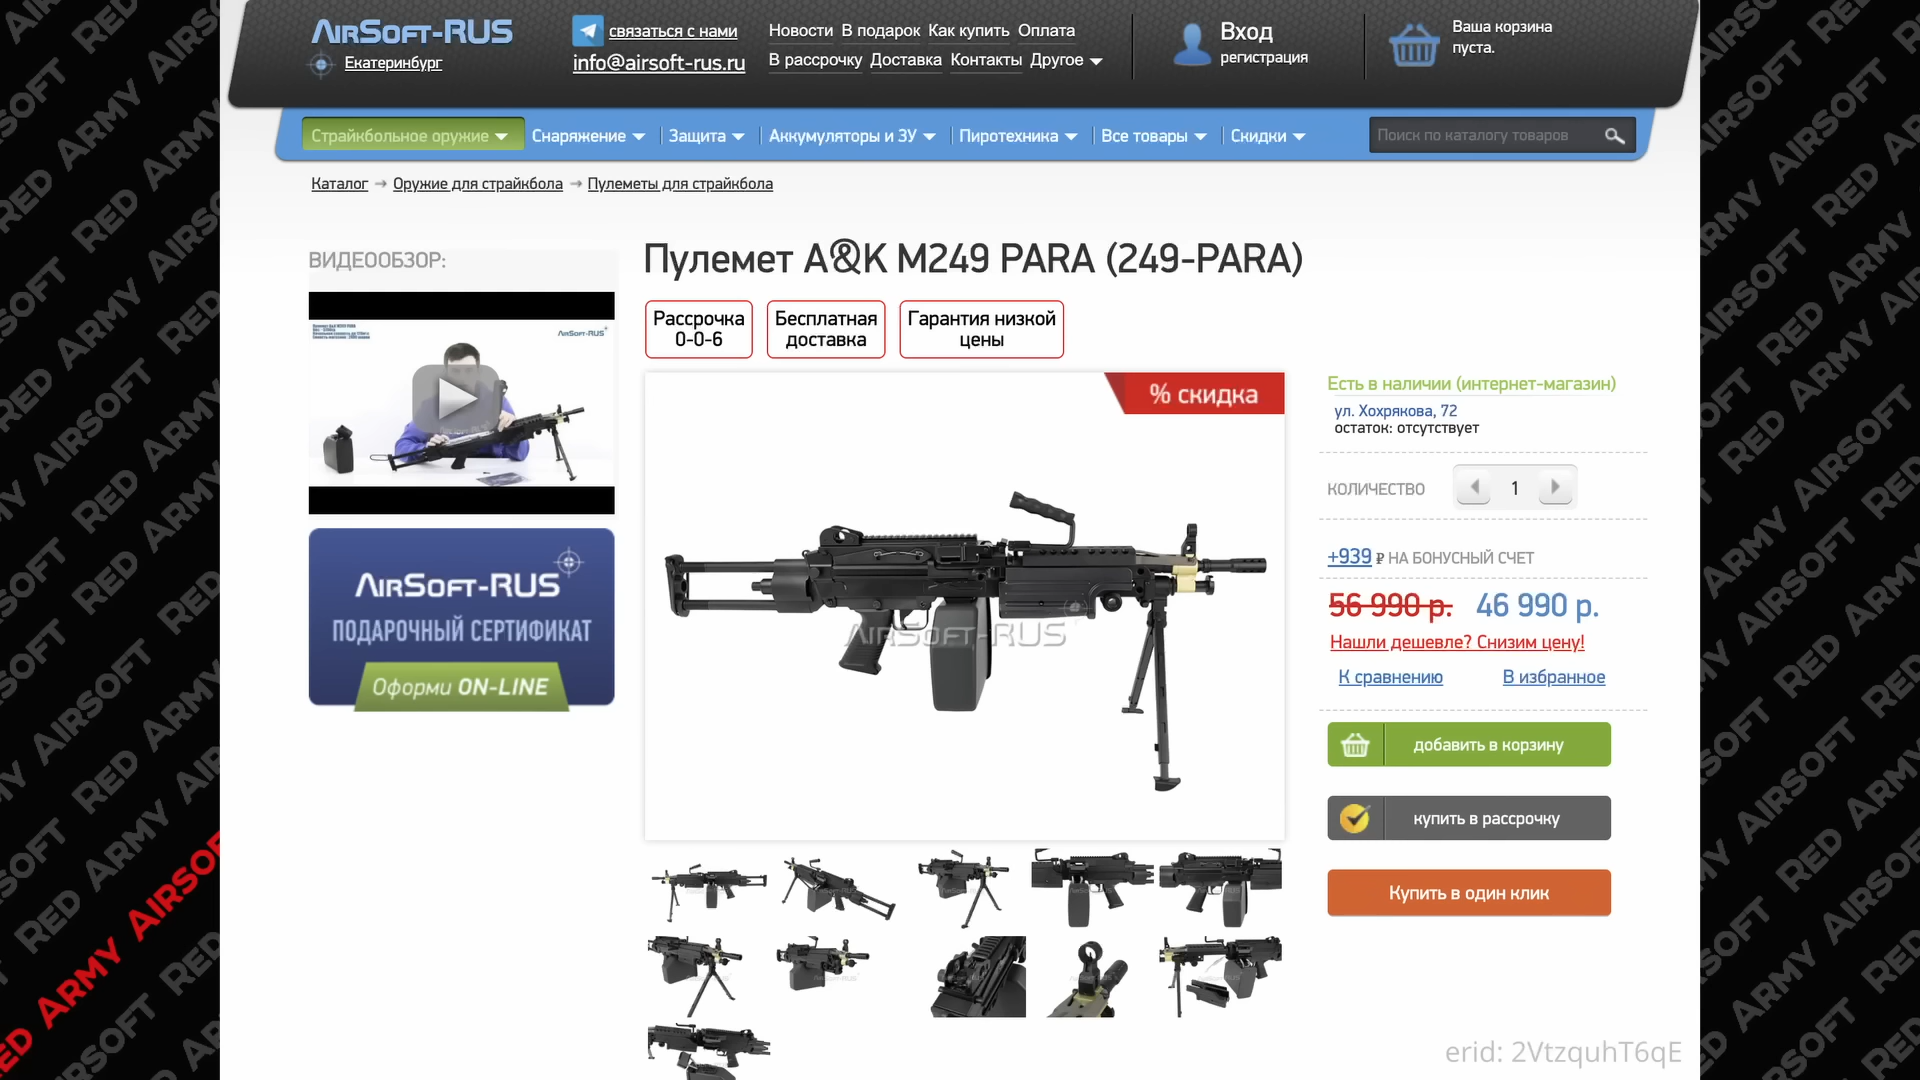 AirSoft-RUS
Екатеринбург
связаться с нами
info@airsoft-rus.ru
Новости В подарок Как купить Оплата
В рассрочку Доставка Контакты Другое
Вход
регистрация
Ваша корзина
пуста.
Страйкбольное оружие Снаряжение Защита Аккумуляторы и ЗУ Пиротехника Все товары Скидки
Поиск по каталогу товаров
Каталог → Оружие для страйкбола → Пулеметы для страйкбола
ВИДЕООБЗОР:
AirSoft-RUS
AirSoft-RUS
ПОДАРОЧНЫЙ СЕРТИФИКАТ
Оформи ON-LINE
Пулемет A&K M249 PARA (249-PARA)
Рассрочка
0-0-6
Бесплатная
доставка
Гарантия низкой
цены
% скидка
AirSoft-RUS
Есть в наличии (интернет-магазин)
ул. Хохрякова, 72
остаток: отсутствует
КОЛИЧЕСТВО 1
+939 ₽ НА БОНУСНЫЙ СЧЕТ
56 990 р. 46 990 р.
Нашли дешевле? Снизим цену!
К сравнению В избранное
добавить в корзину
купить в рассрочку
Купить в один клик
erid: 2VtzquhT6qE
RED ARMY AIRSOFT